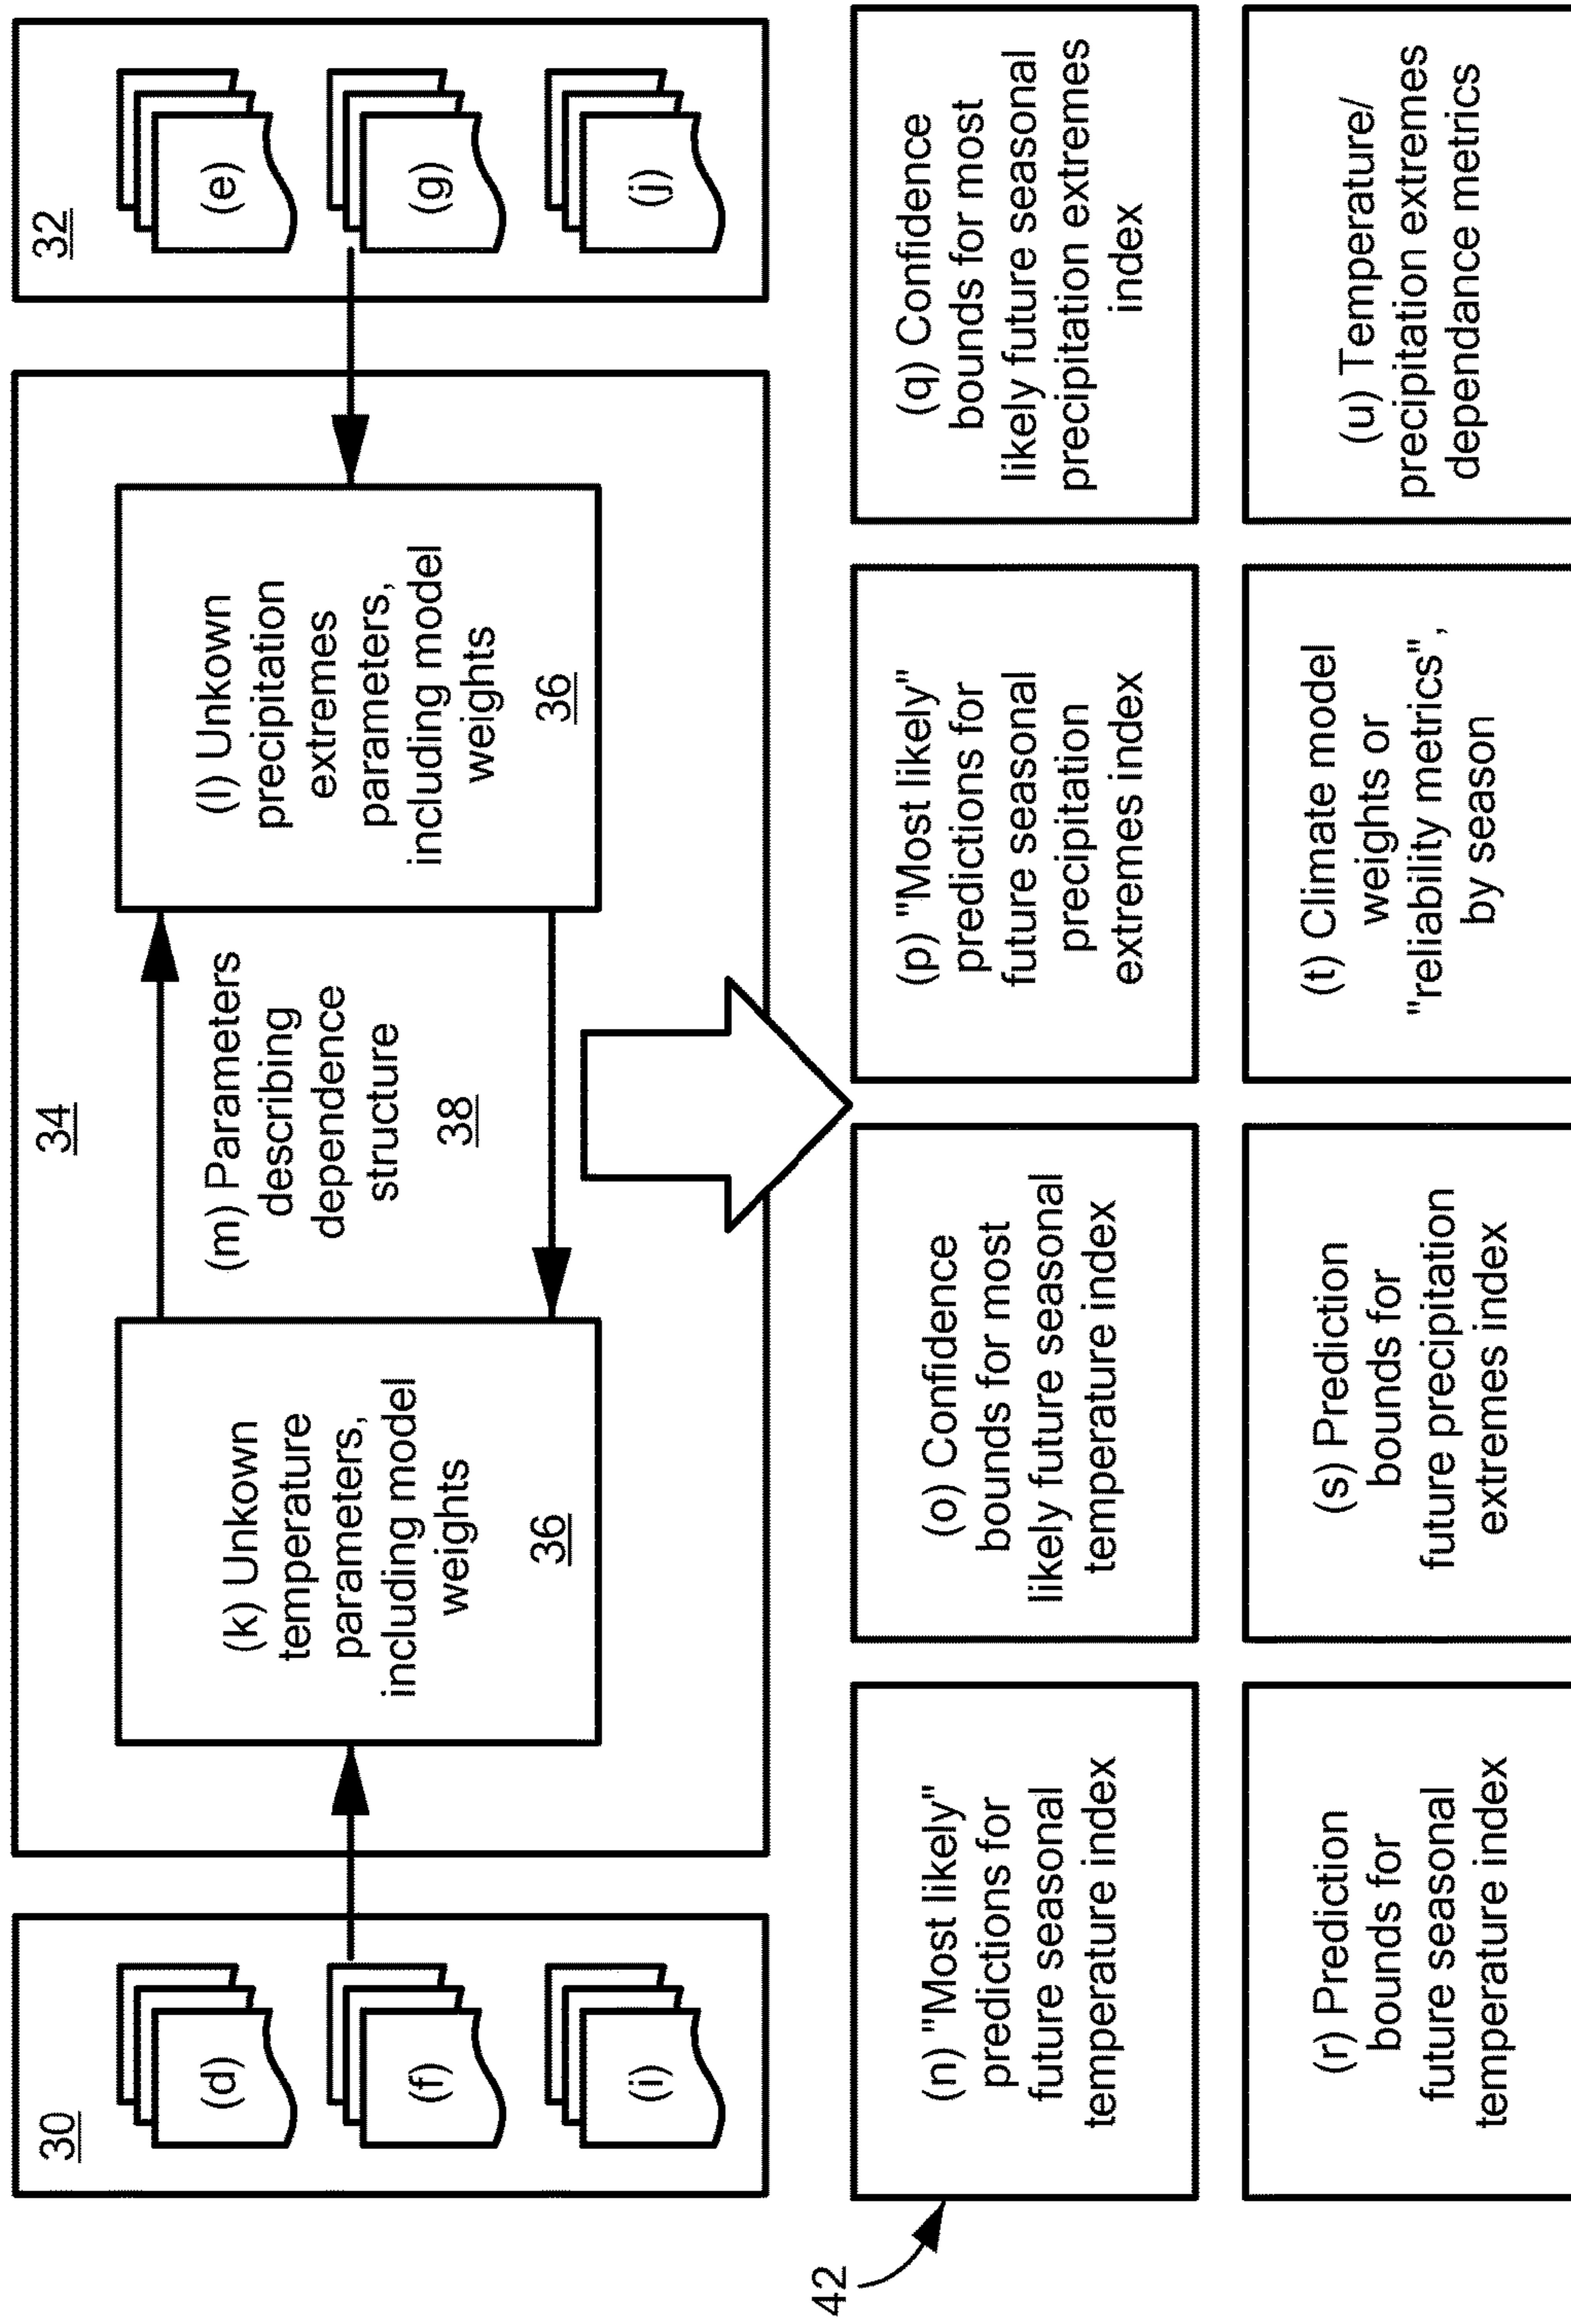 30
(d)
(f)
(i)
34
(k) Unkown
temperature
parameters,
including model
weights
36
(m) Parameters
describing
dependence
structure
38
(l) Unkown
precipitation
extremes
parameters,
including model
weights
36
32
(e)
(g)
(j)
42
(n) "Most likely"
predictions for
future seasonal
temperature index
(o) Confidence
bounds for most
likely future seasonal
temperature index
(p) "Most likely"
predictions for
future seasonal
precipitation
extremes index
(q) Confidence
bounds for most
likely future seasonal
precipitation extremes
index
(r) Prediction
bounds for
future seasonal
temperature index
(s) Prediction
bounds for
future precipitation
extremes index
(t) Climate model
weights or
"reliability metrics",
by season
(u) Temperature/
precipitation extremes
dependance metrics